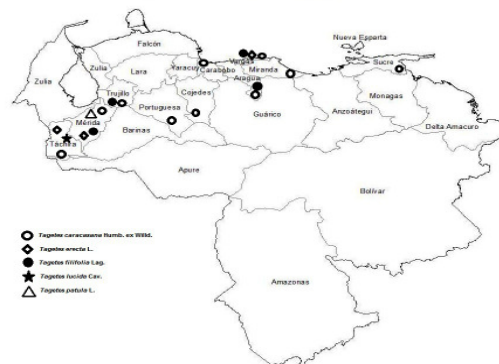 Nueva Esparta
Falcón
Vargas
Sucre
Zulia
Zulia
Lara
Yaracuy
Carabobo
Miranda
Aragua
Trujillo
Cojedes
Monagas
Portuguesa
Guárico
Anzoátegui
Mérida
Barinas
Delta Amacuro
Táchira
Apure
Bolívar
Tagetes caracasana Humb. ex Willd.
Tagetes erecta L.
Tagetes filifolia Lag.
Tagetes lucida Cav.
Tagetes patula L.
Amazonas